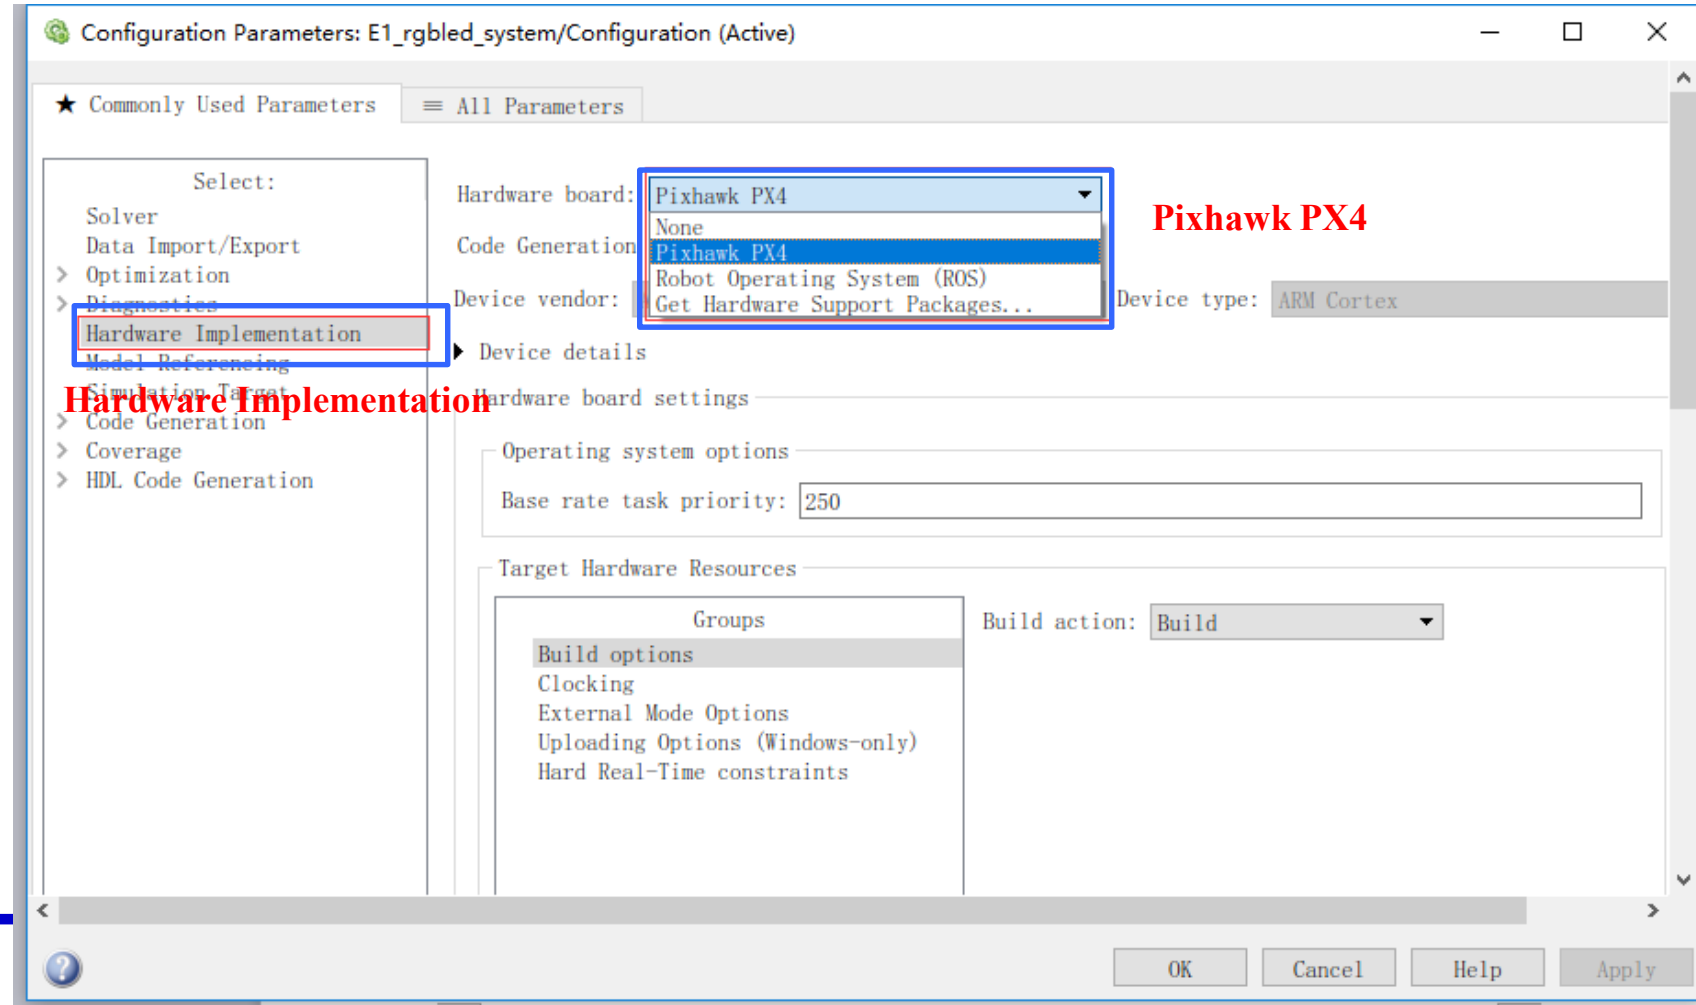 Configuration Parameters: E1_rgbled_system/Configuration (Active)
★ Commonly Used Parameters
≡ All Parameters
Select:
Solver
Data Import/Export
> Optimization
> Diagnostics
Hardware Implementation
Model Referencing
Simulation Target
> Code Generation
> Coverage
> HDL Code Generation
Hardware Implementation
Hardware board: Pixhawk PX4
None
Pixhawk PX4
Robot Operating System (ROS)
Get Hardware Support Packages...
Pixhawk PX4
Code Generation
Device vendor:
Device type: ARM Cortex
Device details
Hardware board settings
Operating system options
Base rate task priority: 250
Target Hardware Resources
Groups
Build options
Clocking
External Mode Options
Uploading Options (Windows-only)
Hard Real-Time constraints
Build action: Build
OK
Cancel
Help
Apply